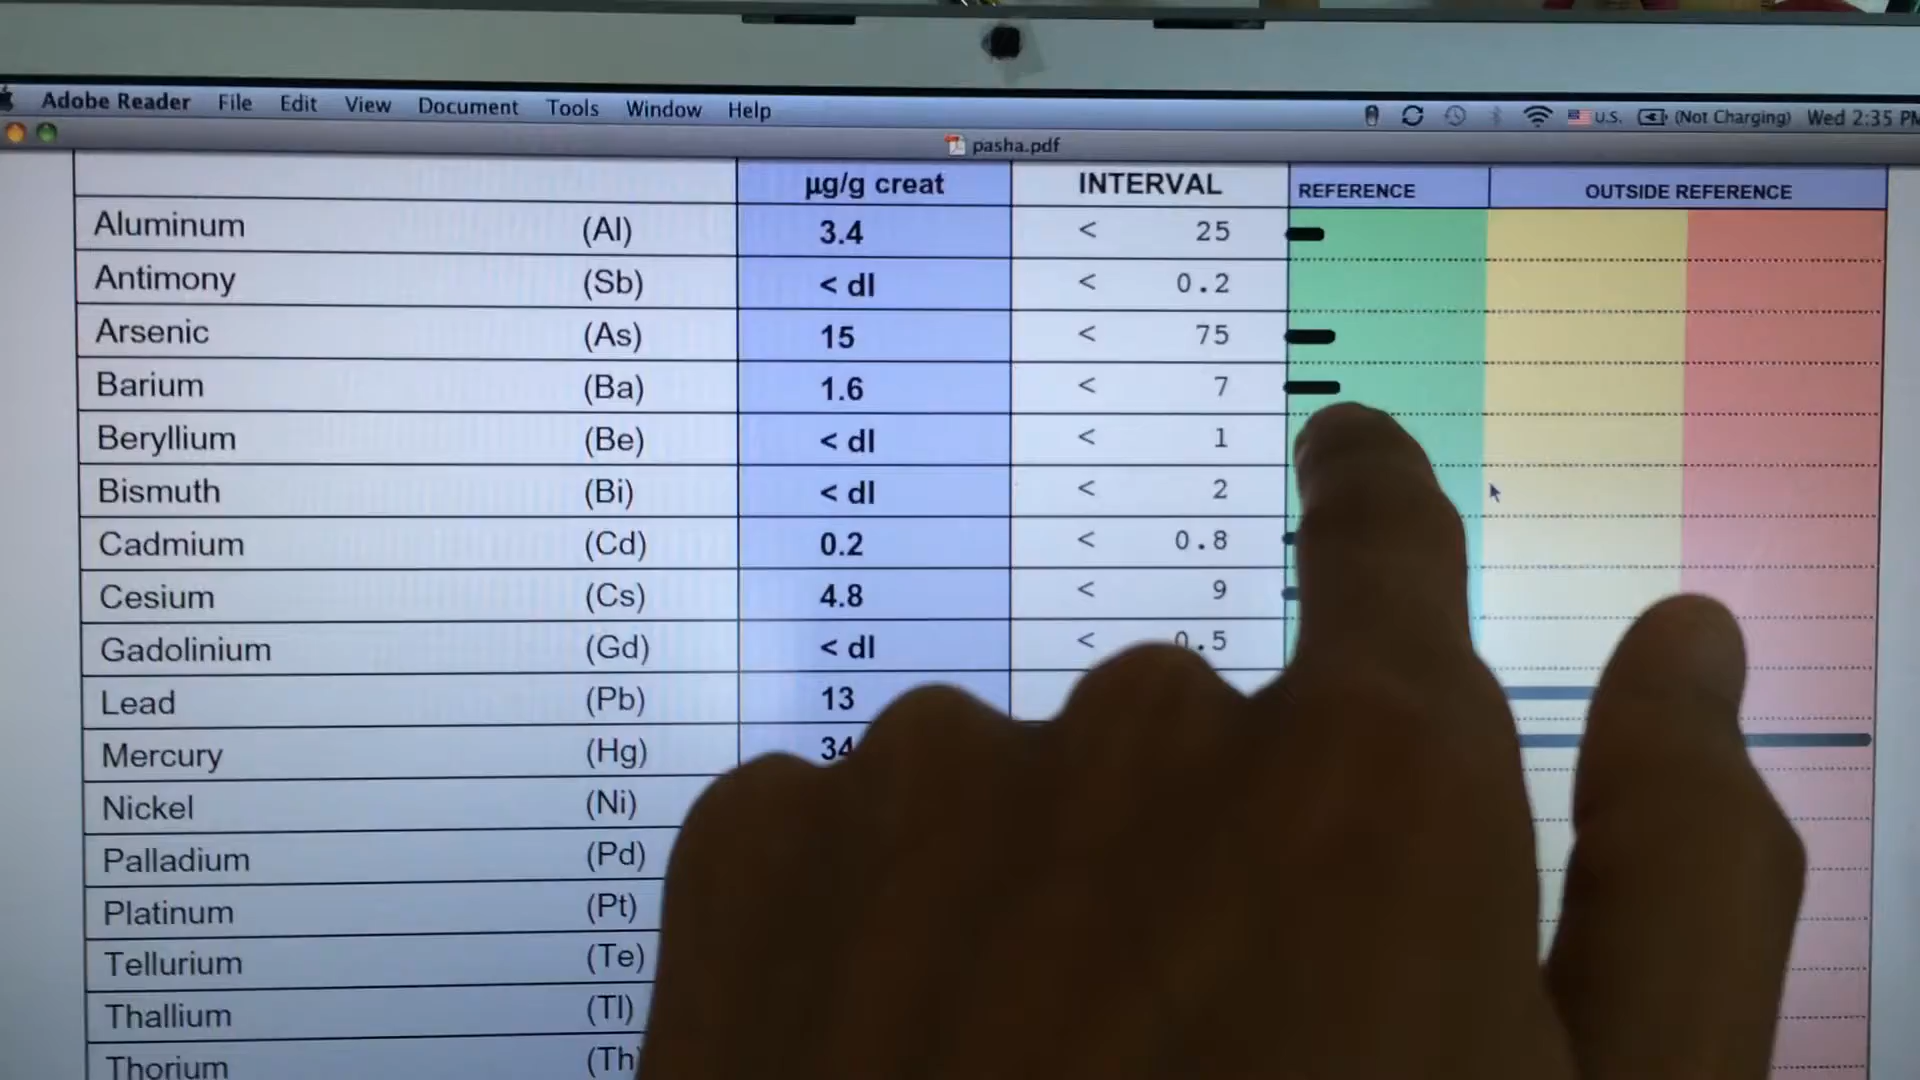 Adobe Reader File Edit View Document Tools Window Help U.S. (Not Charging) Wed 2:35 PM
pasha.pdf
µg/g creat INTERVAL REFERENCE OUTSIDE REFERENCE
Aluminum (Al) 3.4 < 25
Antimony (Sb) < dl < 0.2
Arsenic (As) 15 < 75
Barium (Ba) 1.6 < 7
Beryllium (Be) < dl < 1
Bismuth (Bi) < dl < 2
Cadmium (Cd) 0.2 < 0.8
Cesium (Cs) 4.8 < 9
Gadolinium (Gd) < dl < 0.5
Lead (Pb) 13
Mercury (Hg) 34
Nickel (Ni)
Palladium (Pd)
Platinum (Pt)
Tellurium (Te)
Thallium (Tl)
Thorium (Th)